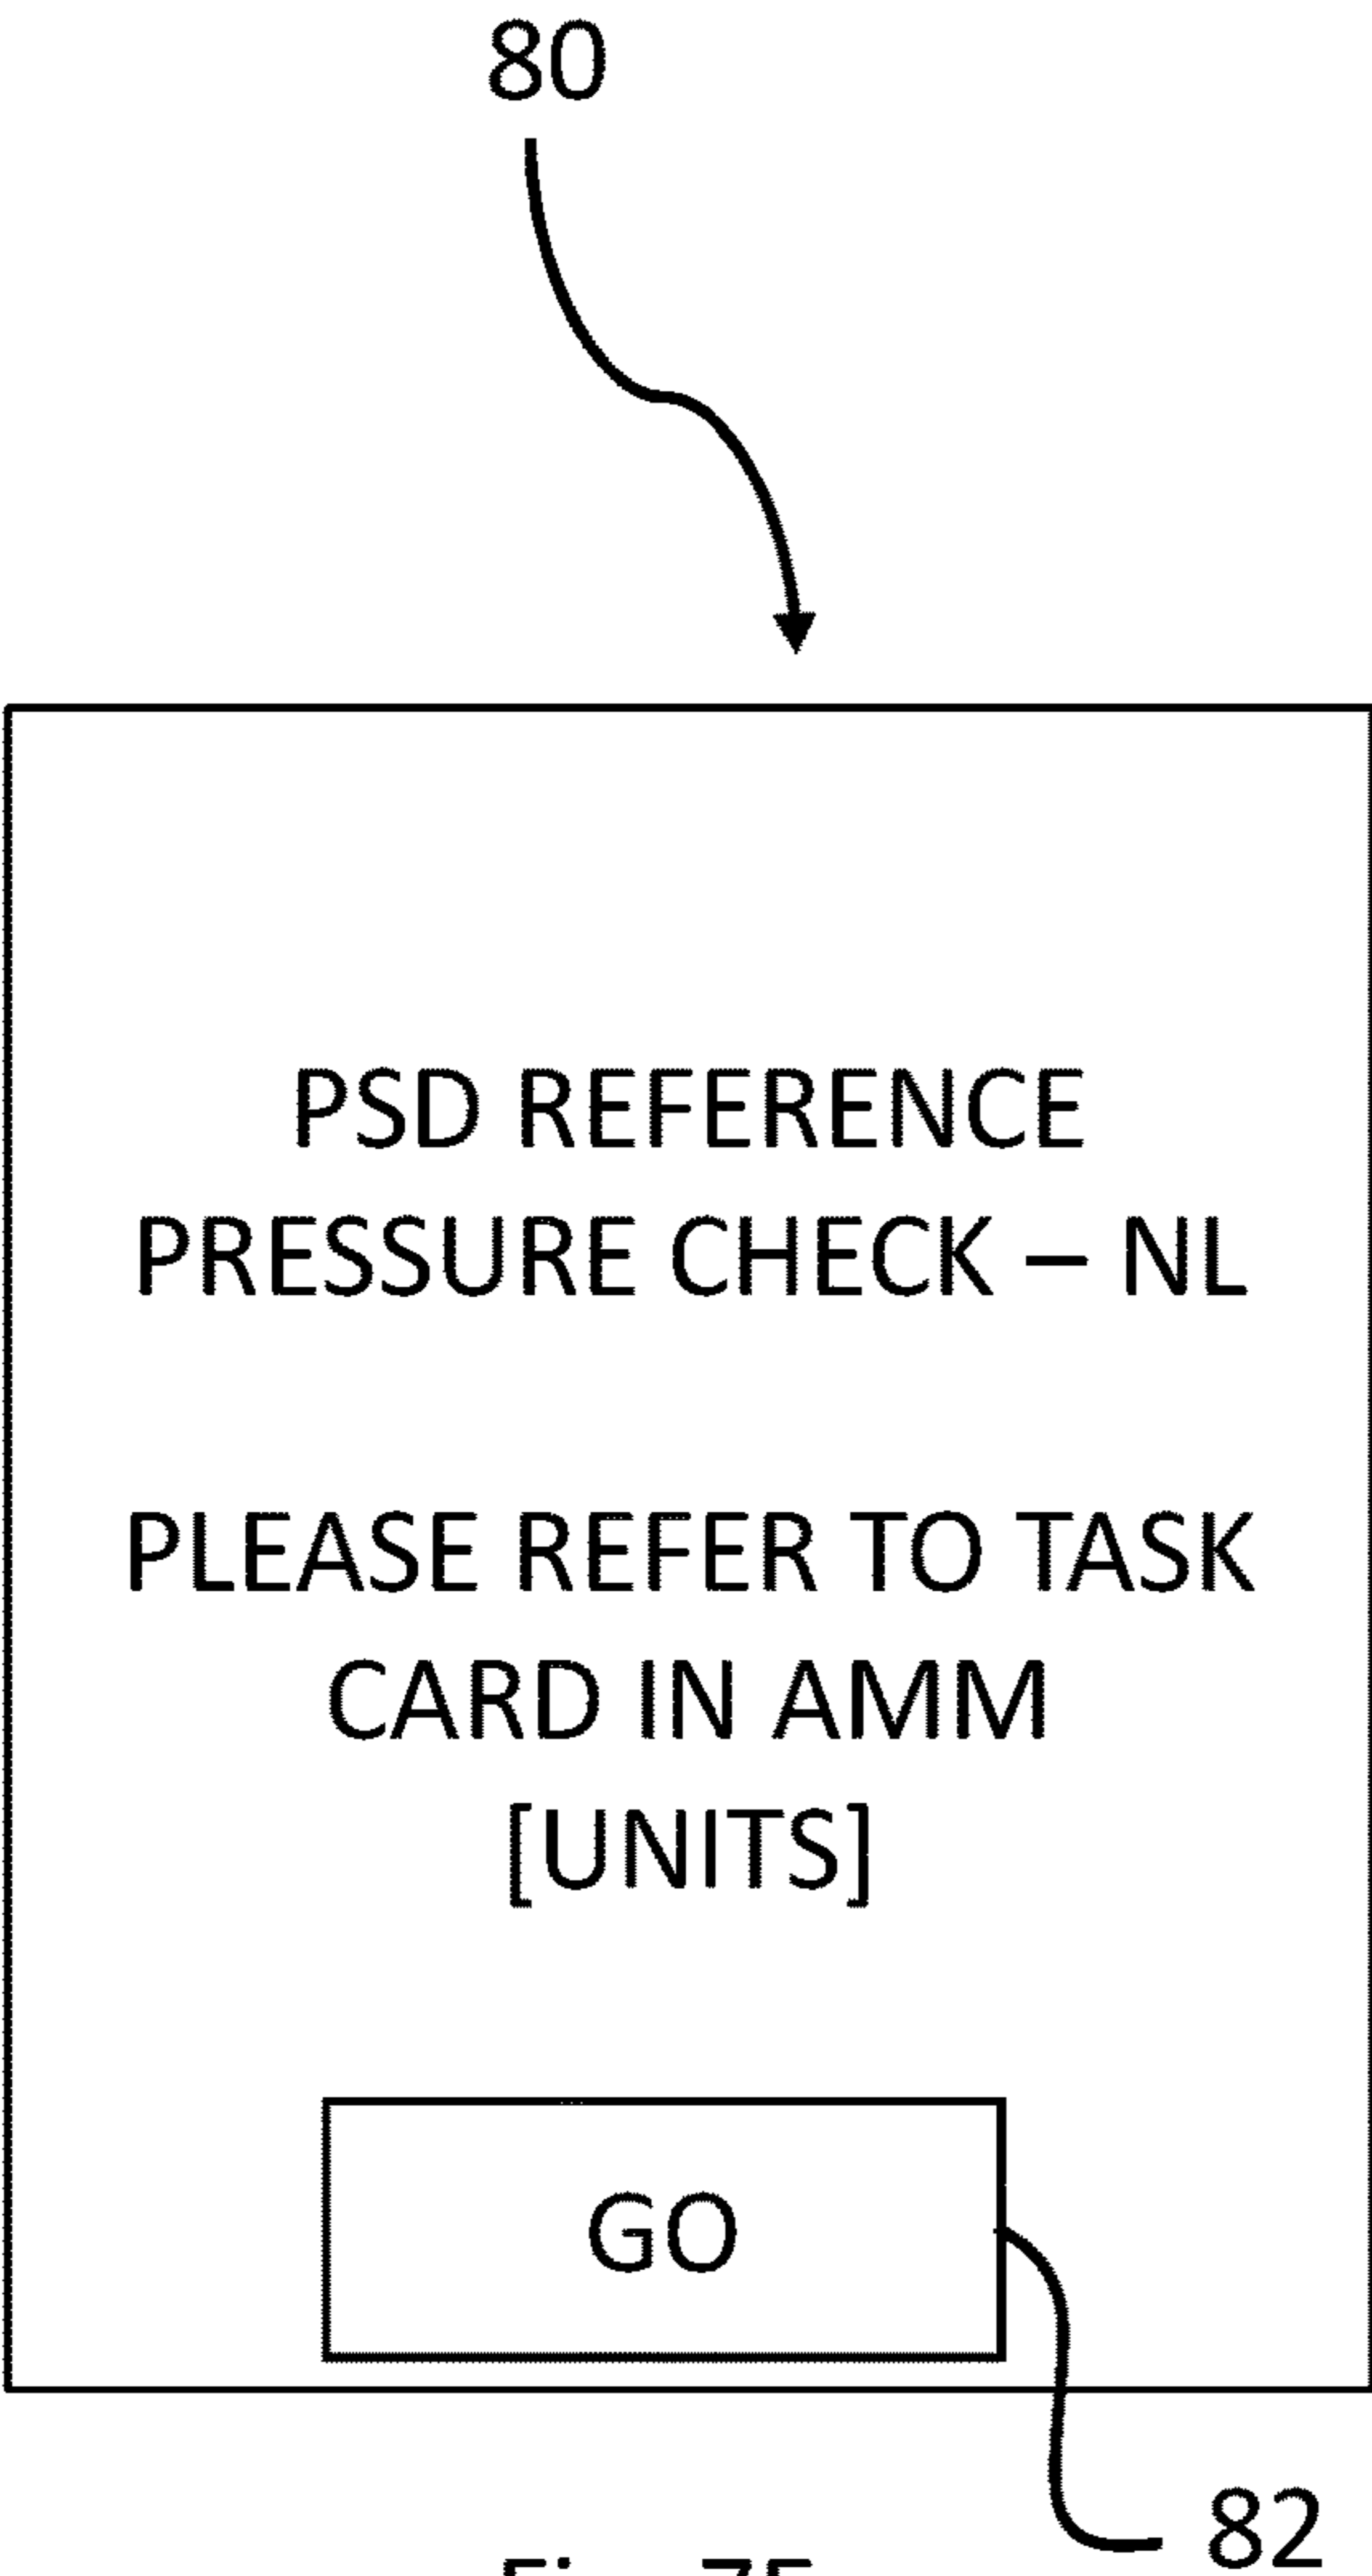 80
PSD REFERENCE
PRESSURE CHECK – NL
PLEASE REFER TO TASK
CARD IN AMM
[UNITS]
GO
82